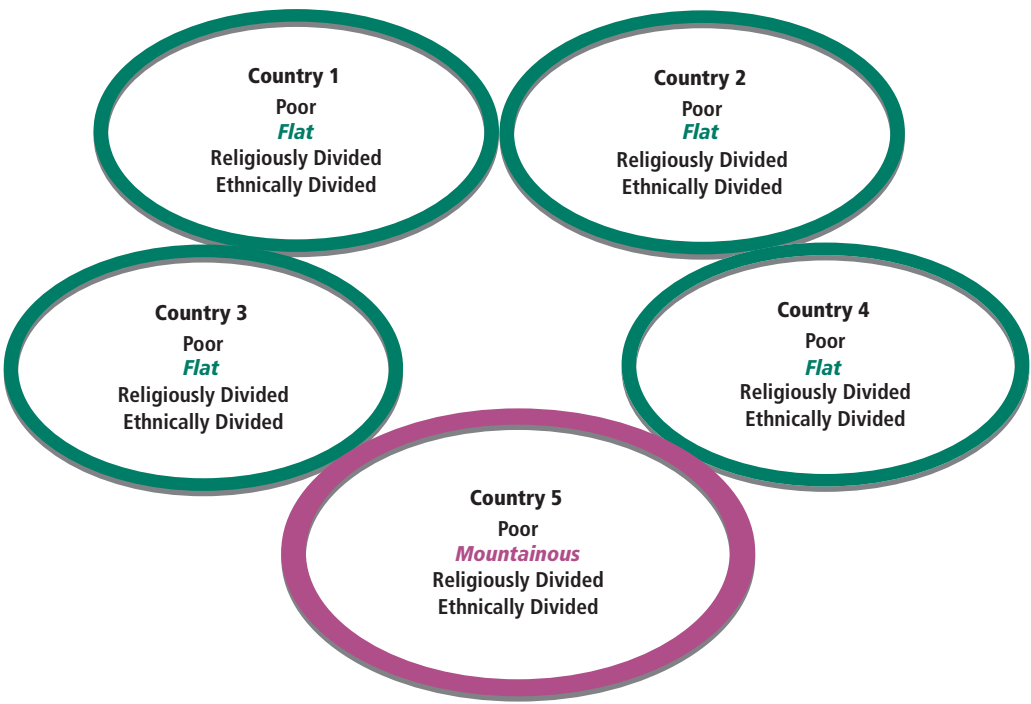 Country 1
Poor
Flat
Religiously Divided
Ethnically Divided
Country 2
Poor
Flat
Religiously Divided
Ethnically Divided
Country 3
Poor
Flat
Religiously Divided
Ethnically Divided
Country 4
Poor
Flat
Religiously Divided
Ethnically Divided
Country 5
Poor
Mountainous
Religiously Divided
Ethnically Divided